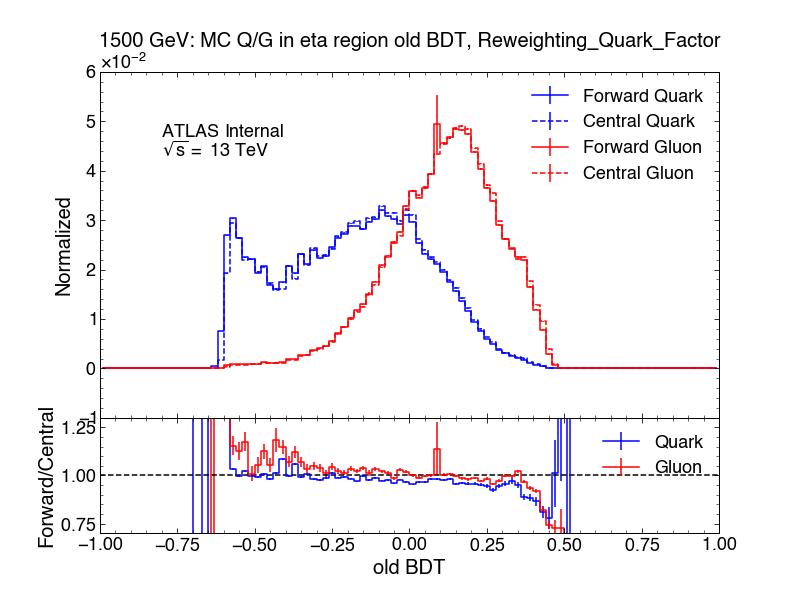 1500 GeV: MC Q/G in eta region old BDT, Reweighting_Quark_Factor
×10⁻²
6
5
4
3
2
1
0
−1
Normalized
ATLAS Internal
√s = 13 TeV
Forward Quark
Central Quark
Forward Gluon
Central Gluon
1.25
1.00
0.75
Forward/Central
Quark
Gluon
−1.00 −0.75 −0.50 −0.25 0.00 0.25 0.50 0.75 1.00
old BDT